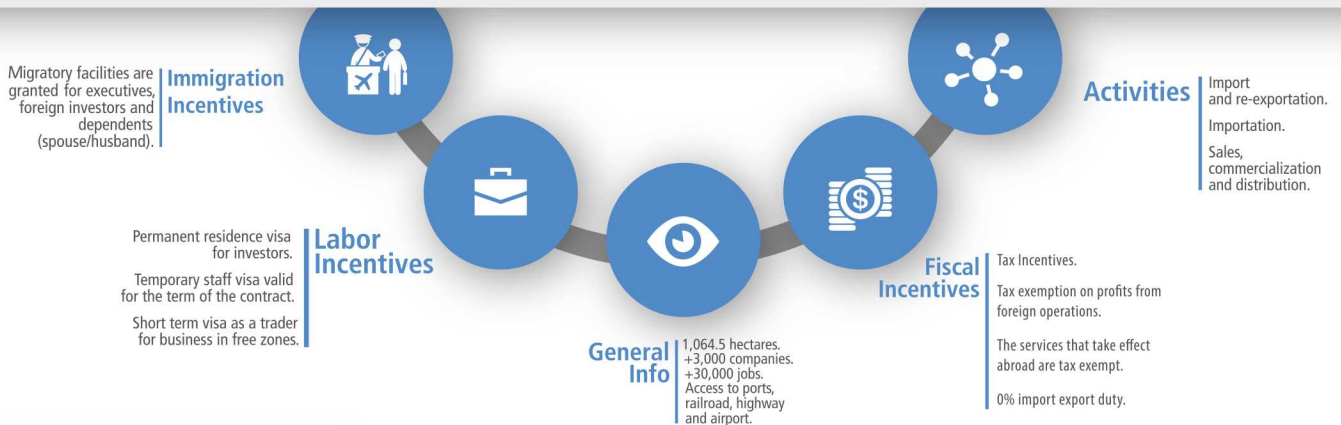 Migratory facilities are
granted for executives,
foreign investors and
dependents
(spouse/husband).
Immigration
Incentives
Permanent residence visa
for investors.
Temporary staff visa valid
for the term of the contract.
Short term visa as a trader
for business in free zones.
Labor
Incentives
General
Info
1,064.5 hectares.
+3,000 companies.
+30,000 jobs.
Access to ports,
railroad, highway
and airport.
Fiscal
Incentives
Tax Incentives.
Tax exemption on profits from
foreign operations.
The services that take effect
abroad are tax exempt.
0% import export duty.
Activities
Import
and re-exportation.
Importation.
Sales,
commercialization
and distribution.
$